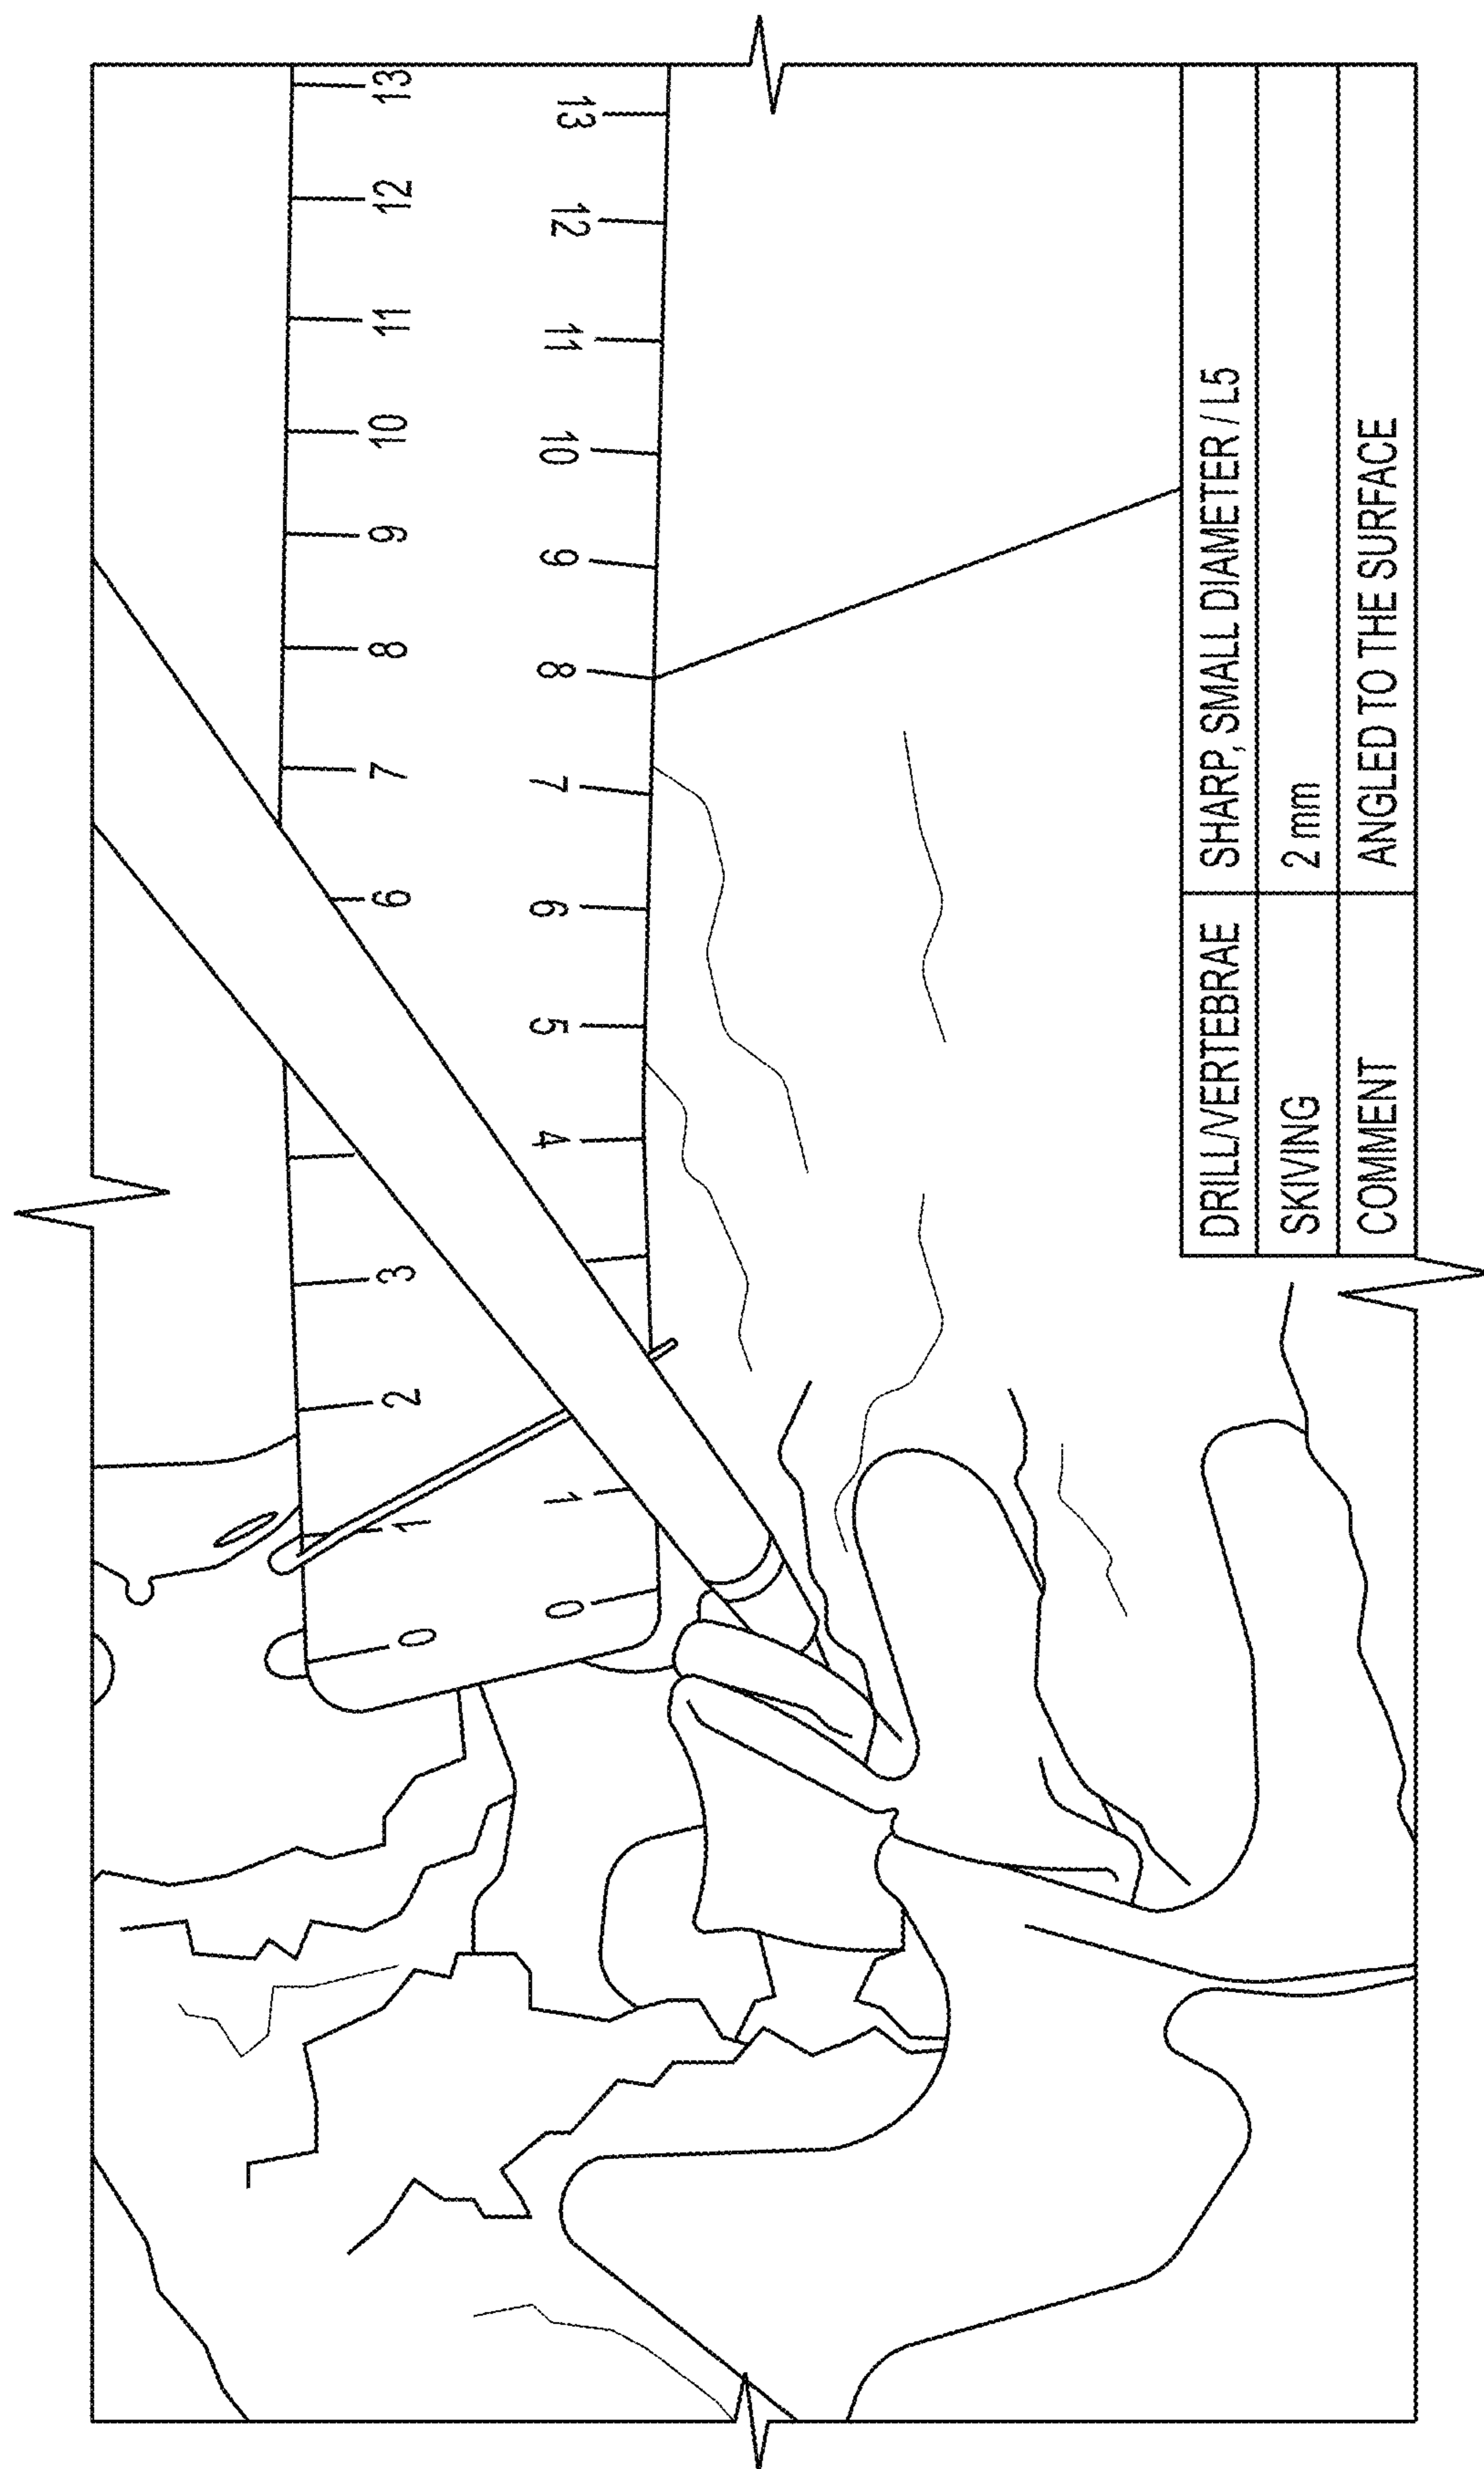 13 12 11 10 9 8 7 6 3 2 1 0
13 12 11 10 9 8 7 6 5 4 1 0
DRILL/VERTEBRAE SHARP, SMALL DIAMETER / L5
SKIVING 2 mm
COMMENT ANGLED TO THE SURFACE